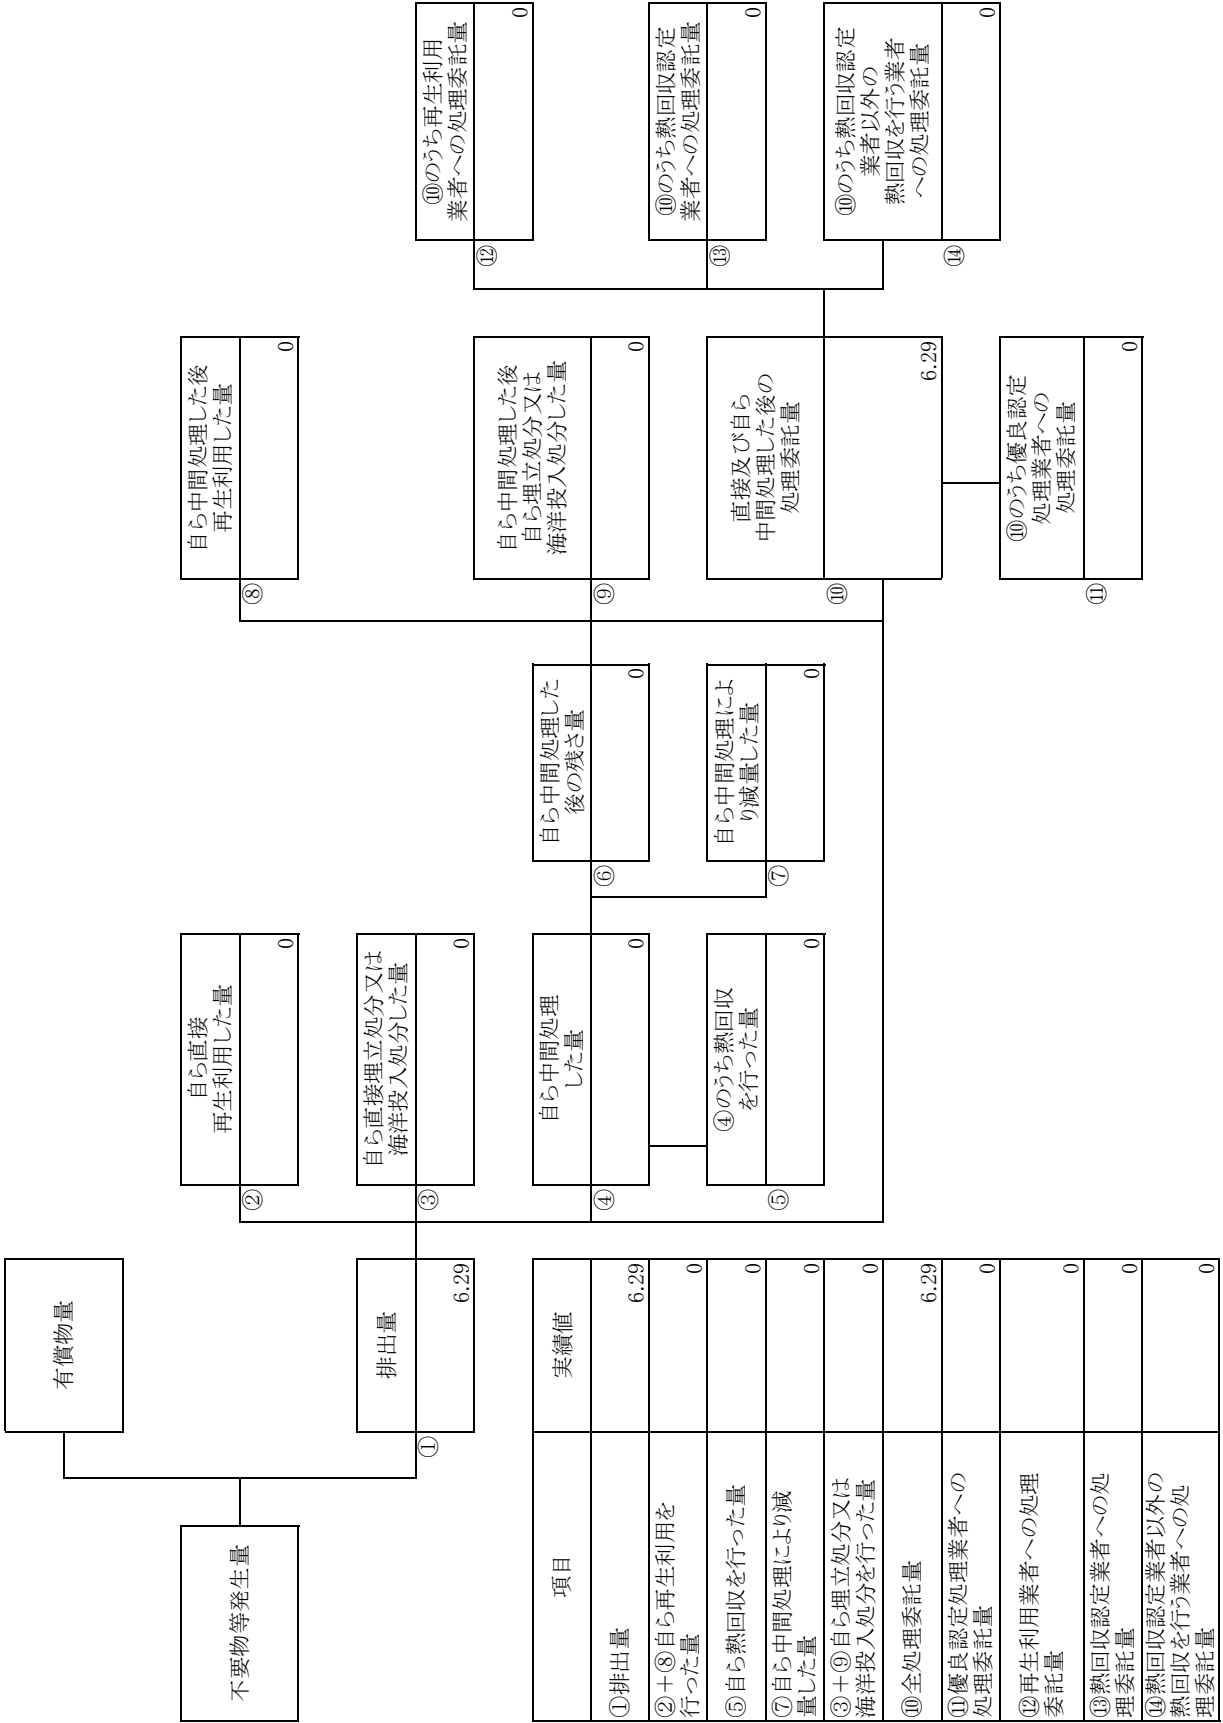 不要物等発生量
有償物量
①
排出量
6.29
②
自ら直接
再生利用した量
0
③
自ら直接埋立処分又は
海洋投入処分した量
0
④
自ら中間処理
した量
0
⑤
④のうち熱回収
を行った量
0
⑥
自ら中間処理した
後の残さ量
0
⑦
自ら中間処理によ
り減量した量
0
⑧
自ら中間処理した後
再生利用した量
0
⑨
自ら中間処理した後
自ら埋立処分又は
海洋投入処分した量
0
⑩
直接及び自ら
中間処理した後の
処理委託量
6.29
⑪
⑩のうち優良認定
処理業者への
処理委託量
0
⑫
⑩のうち再生利用
業者への処理委託量
0
⑬
⑩のうち熱回収認定
業者への処理委託量
0
⑭
⑩のうち熱回収認定
業者以外の
熱回収を行う業者
への処理委託量
0
項目
実績値
①排出量
6.29
②+⑧自ら再生利用を
行った量
0
⑤自ら熱回収を行った量
0
⑦自ら中間処理により減
量した量
0
③+⑨自ら埋立処分又は
海洋投入処分を行った量
0
⑩全処理委託量
6.29
⑪優良認定処理業者への
処理委託量
0
⑫再生利用業者への処理
委託量
0
⑬熱回収認定業者への処
理委託量
0
⑭熱回収認定業者以外の
熱回収を行う業者への処
理委託量
0